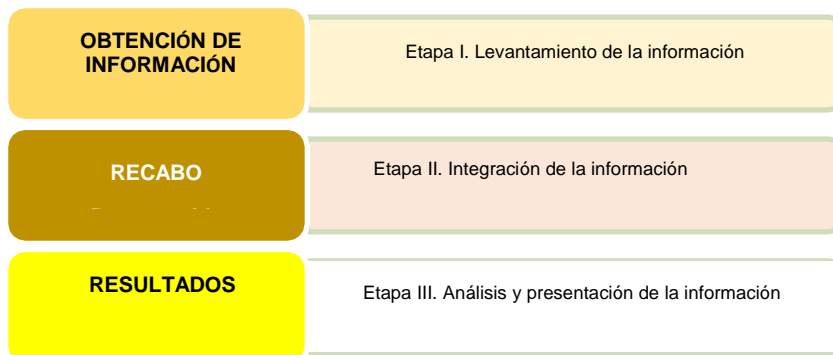 OBTENCIÓN DE
INFORMACIÓN
Etapa I. Levantamiento de la información
RECABO
Etapa II. Integración de la información
RESULTADOS
Etapa III. Análisis y presentación de la información